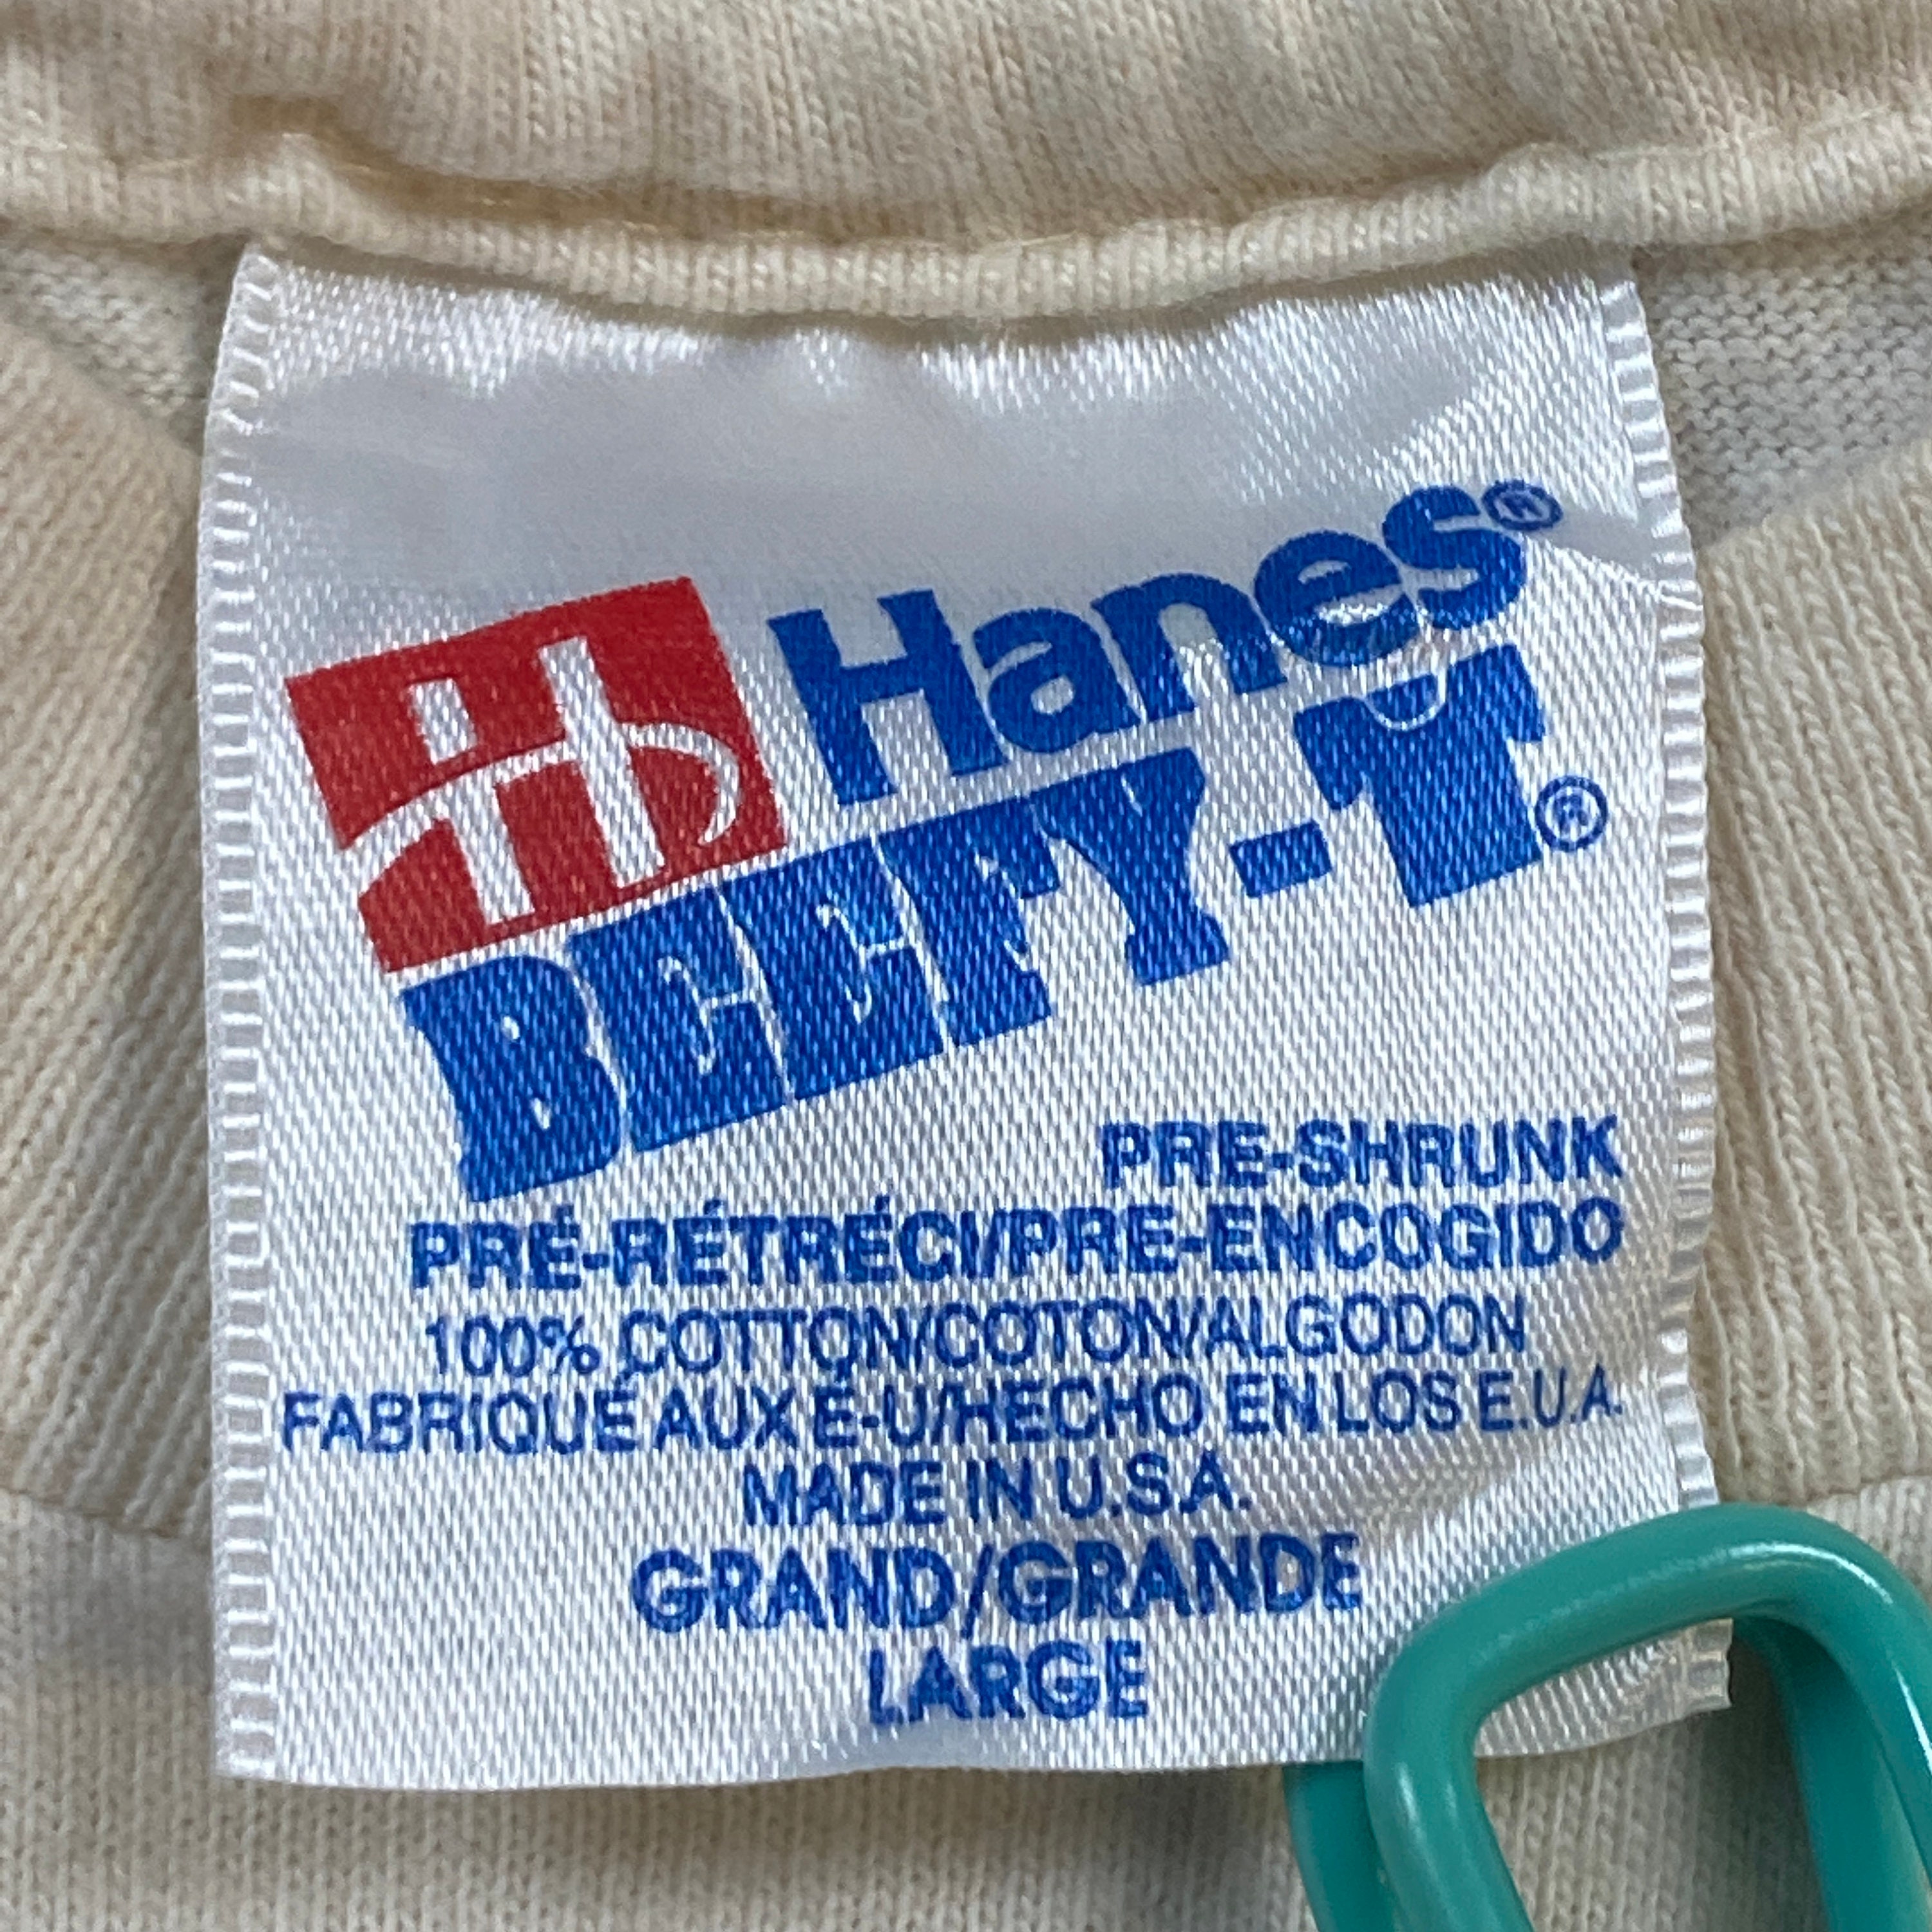 Hanes®
BEEFY-T®
PRE-SHRUNK
PRÉ-RÉTRÉCI/PRE-ENCOGIDO
100% COTTON/COTON/ALGODON
FABRIQUÉ AUX É-U/HECHO EN LOS E.U.A.
MADE IN U.S.A.
GRAND/GRANDE
LARGE